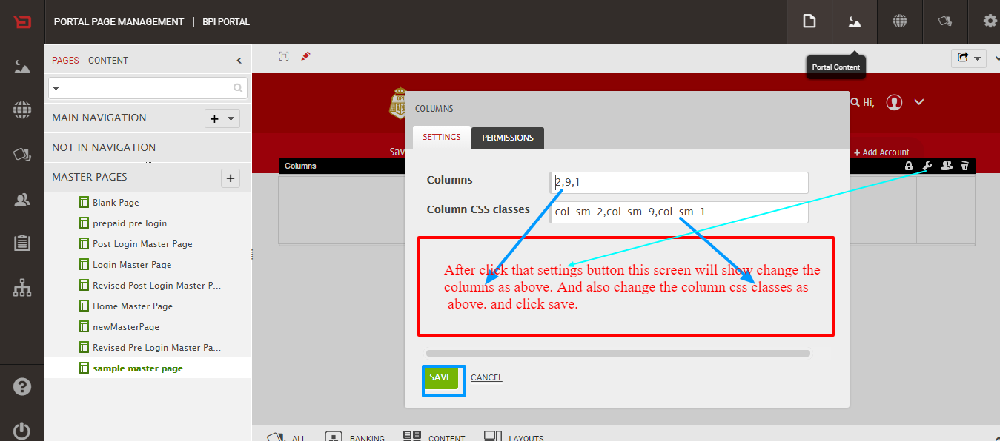 PORTAL PAGE MANAGEMENT | BPI PORTAL
PAGES CONTENT
Portal Content
MAIN NAVIGATION
NOT IN NAVIGATION
MASTER PAGES
Blank Page
prepaid pre login
Post Login Master Page
Login Master Page
Revised Post Login Master P...
Home Master Page
newMasterPage
Revised Pre Login Master Pa...
sample master page
BPI
Hi,
Sav
+ Add Account
Columns
COLUMNS
SETTINGS PERMISSIONS
Columns 2,9,1
Column CSS classes col-sm-2,col-sm-9,col-sm-1
After click that settings button this screen will show change the
columns as above. And also change the column css classes as
above. and click save.
SAVE CANCEL
ALL BANKING CONTENT LAYOUTS